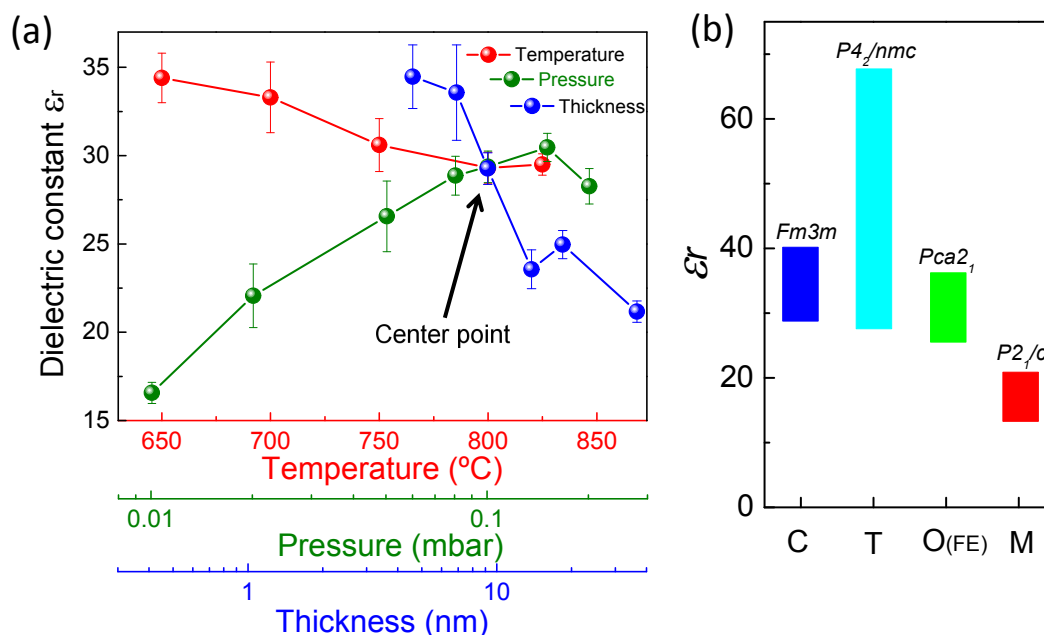 (a)
Temperature
Pressure
Thickness
Dielectric constant εr
35
30
25
20
15
Center point
650 700 750 800 850
Temperature (ºC)
0.01 0.1
Pressure (mbar)
1 10
Thickness (nm)
(b)
P4₂/nmc
Fm3m
Pca2₁
P2₁/c
εr
60
40
20
0
C T O(FE) M